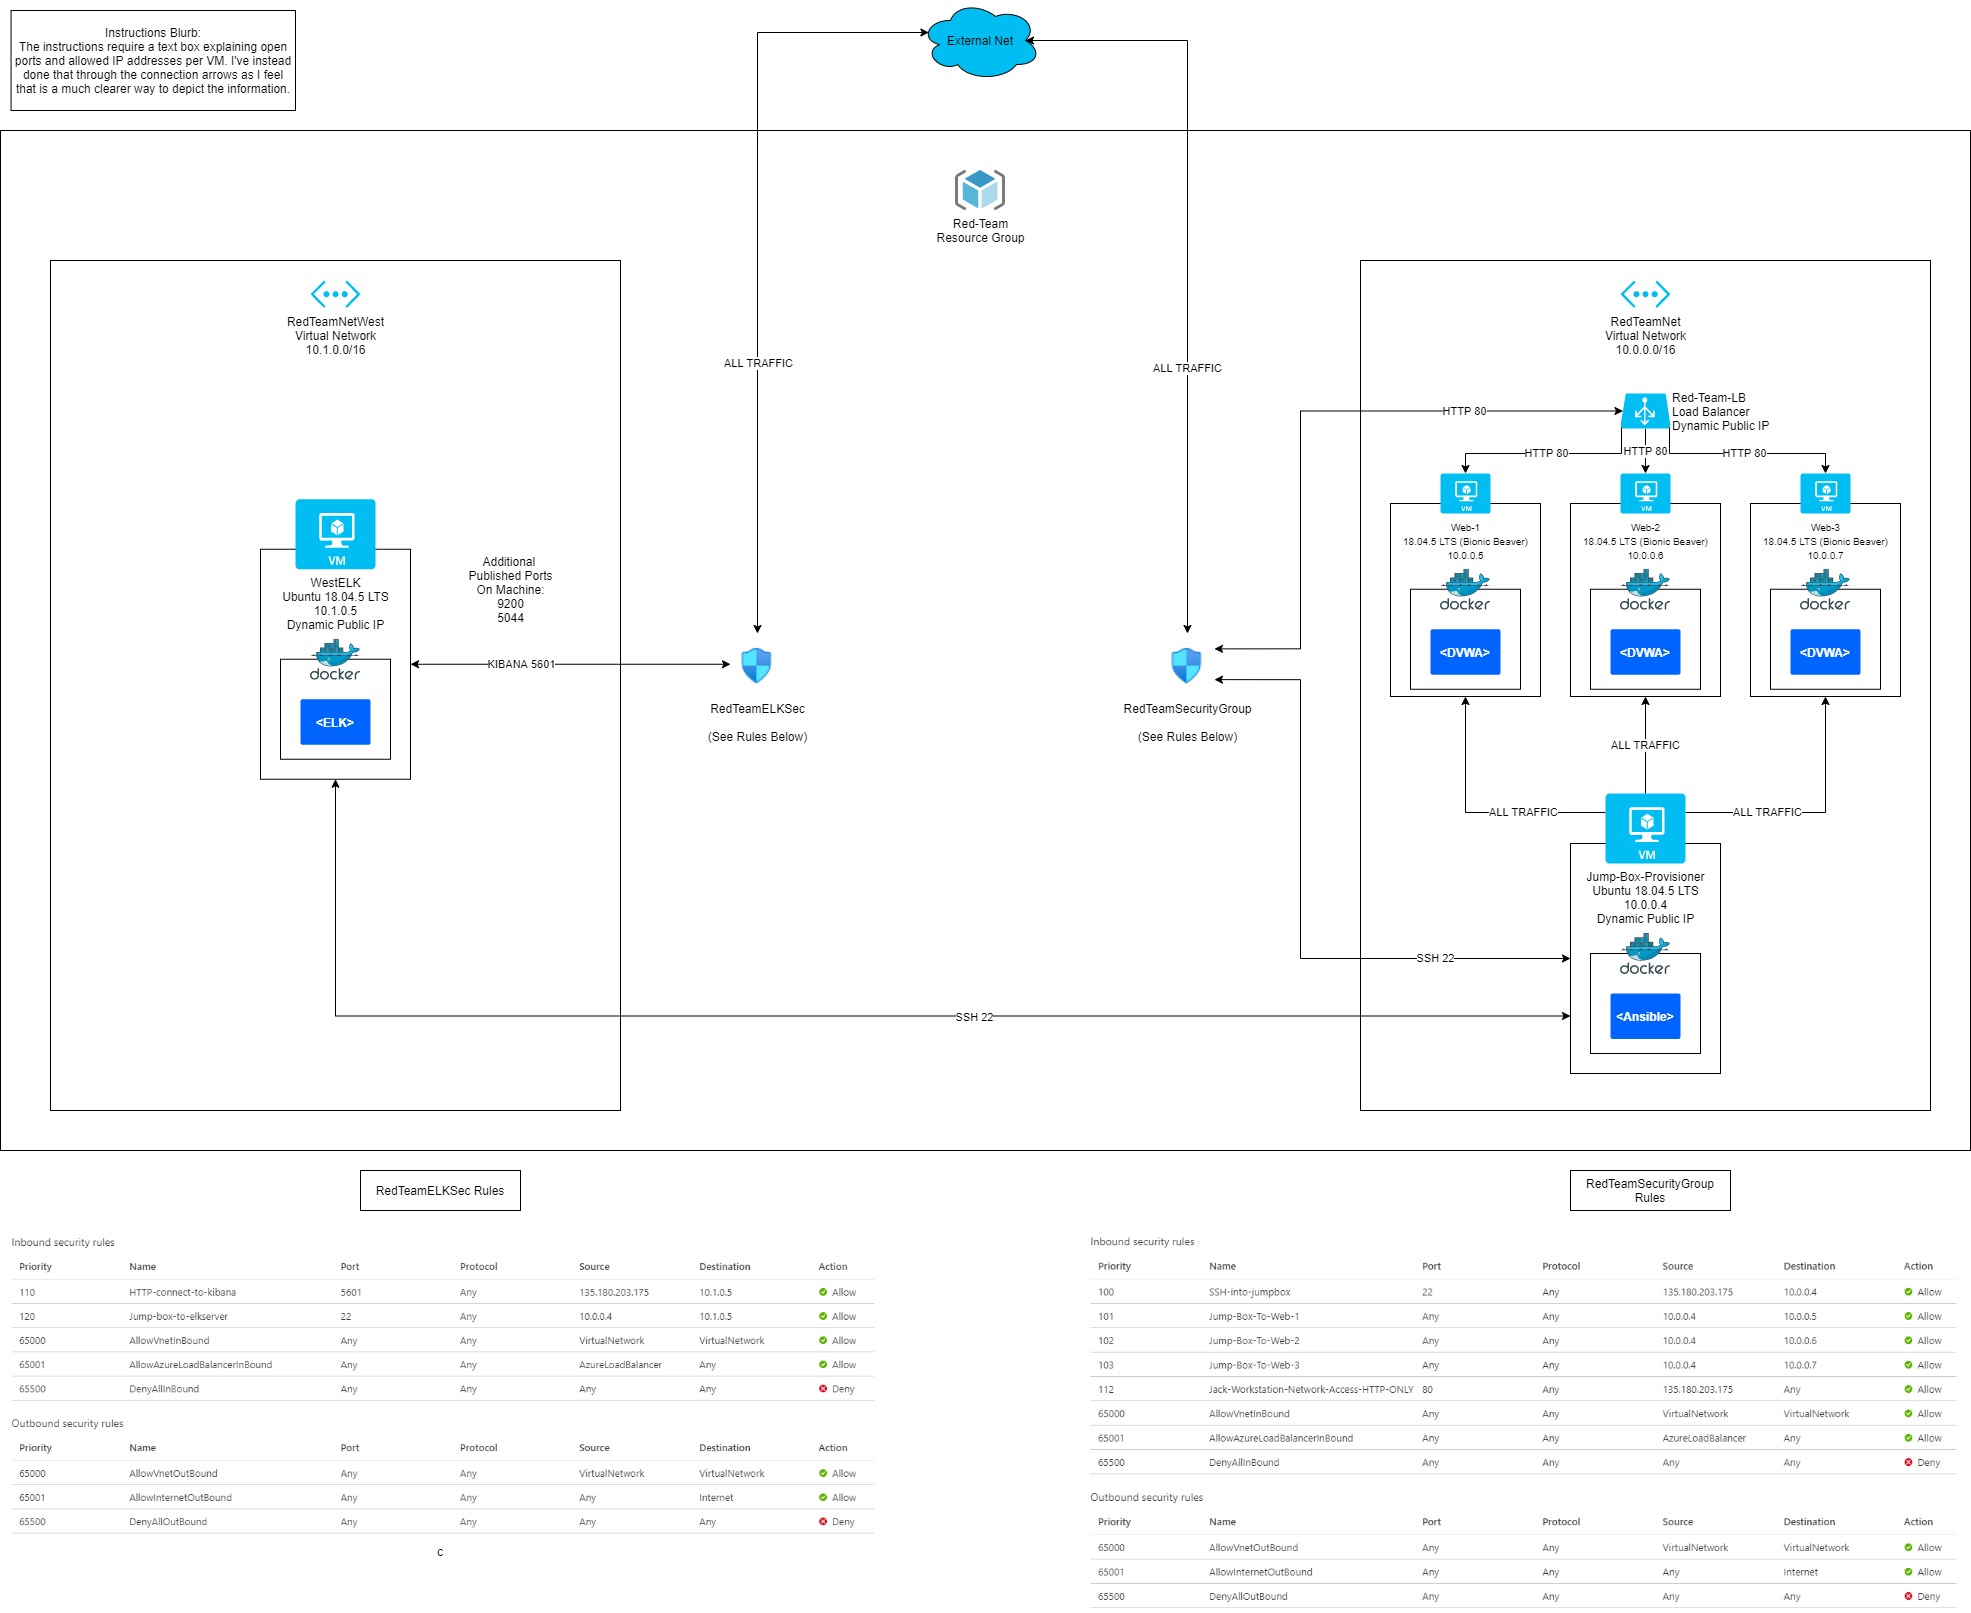 Instructions Blurb:
The instructions require a text box explaining open
ports and allowed IP addresses per VM. I've instead
done that through the connection arrows as I feel
that is a much clearer way to depict the information.
External Net
Red-Team
Resource Group
RedTeamNetWest
Virtual Network
10.1.0.0/16
RedTeamNet
Virtual Network
10.0.0.0/16
ALL TRAFFIC
ALL TRAFFIC
HTTP 80
Red-Team-LB
Load Balancer
Dynamic Public IP
HTTP 80
HTTP 80
HTTP 80
VM
VM
VM
Web-1
18.04.5 LTS (Bionic Beaver)
10.0.0.5
docker
<DVWA>
Web-2
18.04.5 LTS (Bionic Beaver)
10.0.0.6
docker
<DVWA>
Web-3
18.04.5 LTS (Bionic Beaver)
10.0.0.7
docker
<DVWA>
VM
WestELK
Ubuntu 18.04.5 LTS
10.1.0.5
Dynamic Public IP
docker
<ELK>
Additional
Published Ports
On Machine:
9200
5044
KIBANA 5601
RedTeamELKSec
(See Rules Below)
RedTeamSecurityGroup
(See Rules Below)
ALL TRAFFIC
ALL TRAFFIC
ALL TRAFFIC
VM
Jump-Box-Provisioner
Ubuntu 18.04.5 LTS
10.0.0.4
Dynamic Public IP
docker
<Ansible>
SSH 22
SSH 22
RedTeamELKSec Rules
Inbound security rules
Priority Name Port Protocol Source Destination Action
110 HTTP-connect-to-kibana 5601 Any 135.180.203.175 10.1.0.5 Allow
120 Jump-box-to-elkserver 22 Any 10.0.0.4 10.1.0.5 Allow
65000 AllowVnetInBound Any Any VirtualNetwork VirtualNetwork Allow
65001 AllowAzureLoadBalancerInBound Any Any AzureLoadBalancer Any Allow
65500 DenyAllInBound Any Any Any Any Deny
Outbound security rules
Priority Name Port Protocol Source Destination Action
65000 AllowVnetOutBound Any Any VirtualNetwork VirtualNetwork Allow
65001 AllowInternetOutBound Any Any Any Internet Allow
65500 DenyAllOutBound Any Any Any Any Deny
c
RedTeamSecurityGroup
Rules
Inbound security rules
Priority Name Port Protocol Source Destination Action
100 SSH-into-jumpbox 22 Any 135.180.203.175 10.0.0.4 Allow
101 Jump-Box-To-Web-1 Any Any 10.0.0.4 10.0.0.5 Allow
102 Jump-Box-To-Web-2 Any Any 10.0.0.4 10.0.0.6 Allow
103 Jump-Box-To-Web-3 Any Any 10.0.0.4 10.0.0.7 Allow
112 Jack-Workstation-Network-Access-HTTP-ONLY 80 Any 135.180.203.175 Any Allow
65000 AllowVnetInBound Any Any VirtualNetwork VirtualNetwork Allow
65001 AllowAzureLoadBalancerInBound Any Any AzureLoadBalancer Any Allow
65500 DenyAllInBound Any Any Any Any Deny
Outbound security rules
Priority Name Port Protocol Source Destination Action
65000 AllowVnetOutBound Any Any VirtualNetwork VirtualNetwork Allow
65001 AllowInternetOutBound Any Any Any Internet Allow
65500 DenyAllOutBound Any Any Any Any Deny